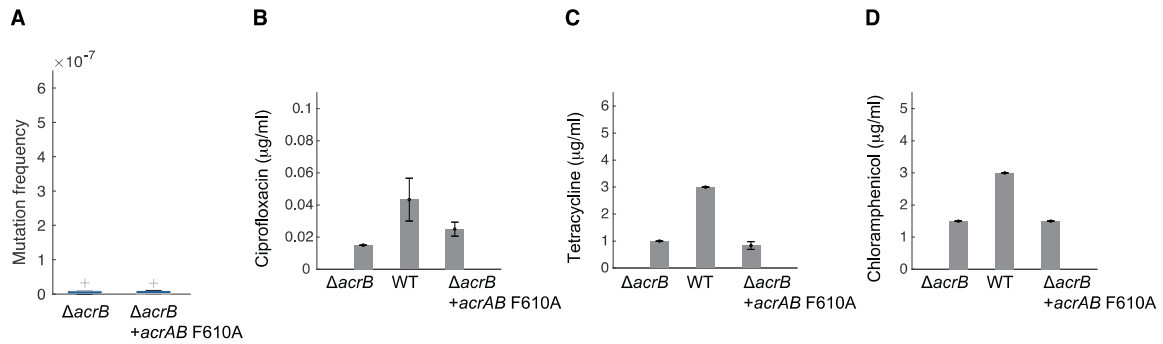 A
×10⁻⁷
Mutation frequency
6
5
4
3
2
1
0
ΔacrB
ΔacrB
+acrAB F610A
B
Ciprofloxacin (μg/ml)
0.1
0.08
0.06
0.04
0.02
0
ΔacrB
WT
ΔacrB
+acrAB F610A
C
Tetracycline (μg/ml)
6
5
4
3
2
1
0
ΔacrB
WT
ΔacrB
+acrAB F610A
D
Chloramphenicol (μg/ml)
5
4
3
2
1
0
ΔacrB
WT
ΔacrB
+acrAB F610A